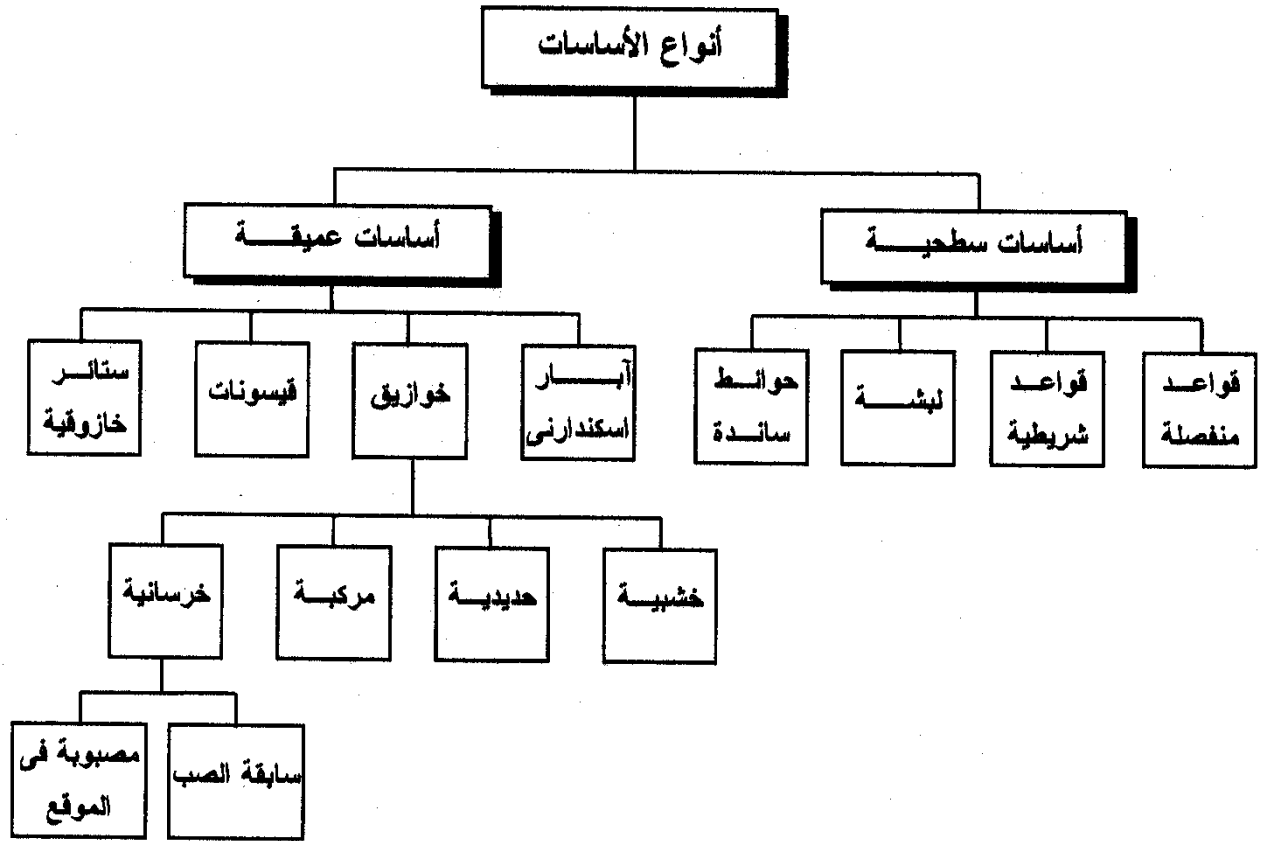 أنواع الأساسات
أساسات سطحية
أساسات عميقة
قواعد
منفصلة
قواعد
شريطية
لبشة
حوائط
ساندة
آبار
اسكندارنى
خوازيق
قيسونات
ستائر
خازوقية
خشبية
حديدية
مركبة
خرسانية
سابقة الصب
مصبوبة فى
الموقع